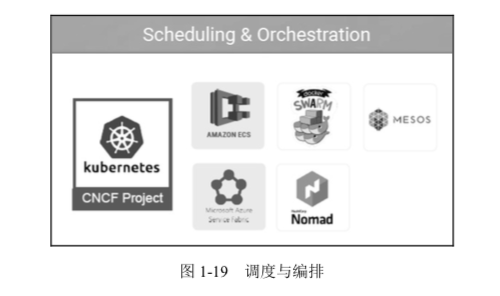 Scheduling & Orchestration
kubernetes
CNCF Project
AMAZON ECS
docker
SWARM
MESOS
Microsoft Azure
Service Fabric
HashiCorp
Nomad
图 1-19 调度与编排